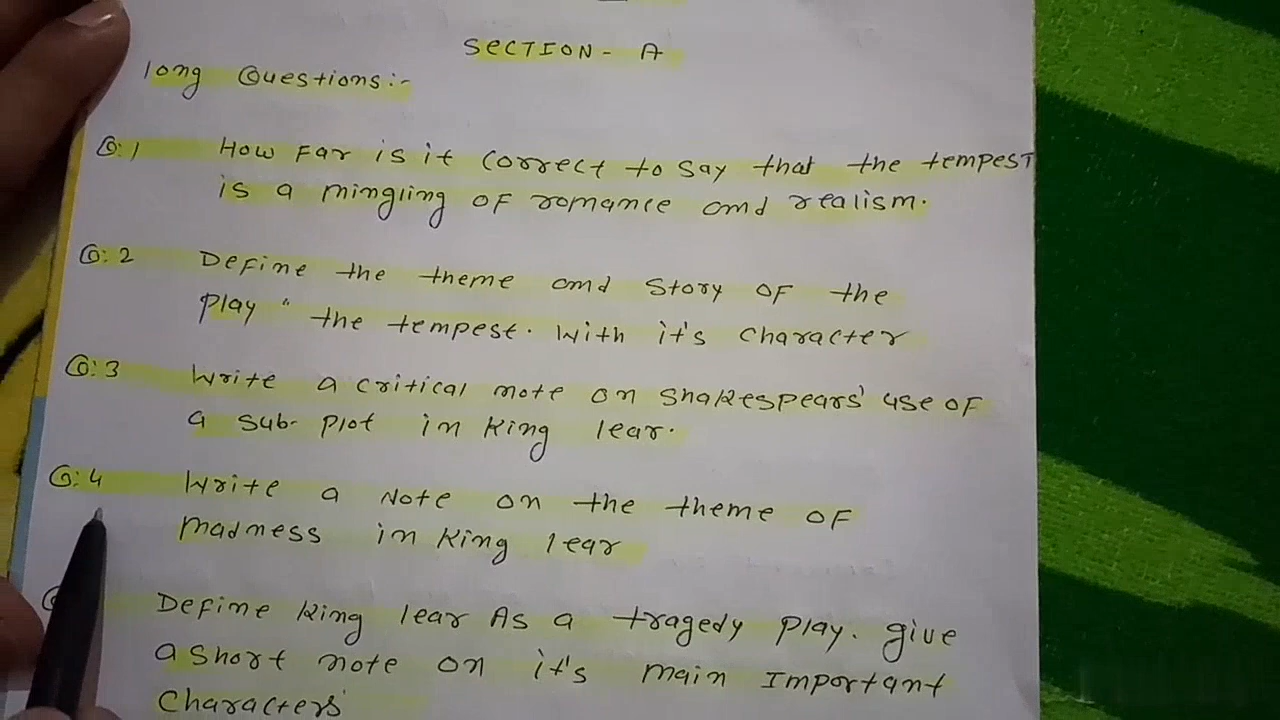 SECTION - A
long Questions:-
Q:1 How Far is it correct to say that the tempest
is a mingling of romance and realism.
Q:2 Define the theme and story of the
Play " the tempest. With it's character
Q:3 Write a critical note on Shakespears' use of
a sub-plot in King lear.
Q:4 Write a Note on the theme of
madness in King lear
Define King lear As a tragedy play. give
a short note on it's main Important
Characters'